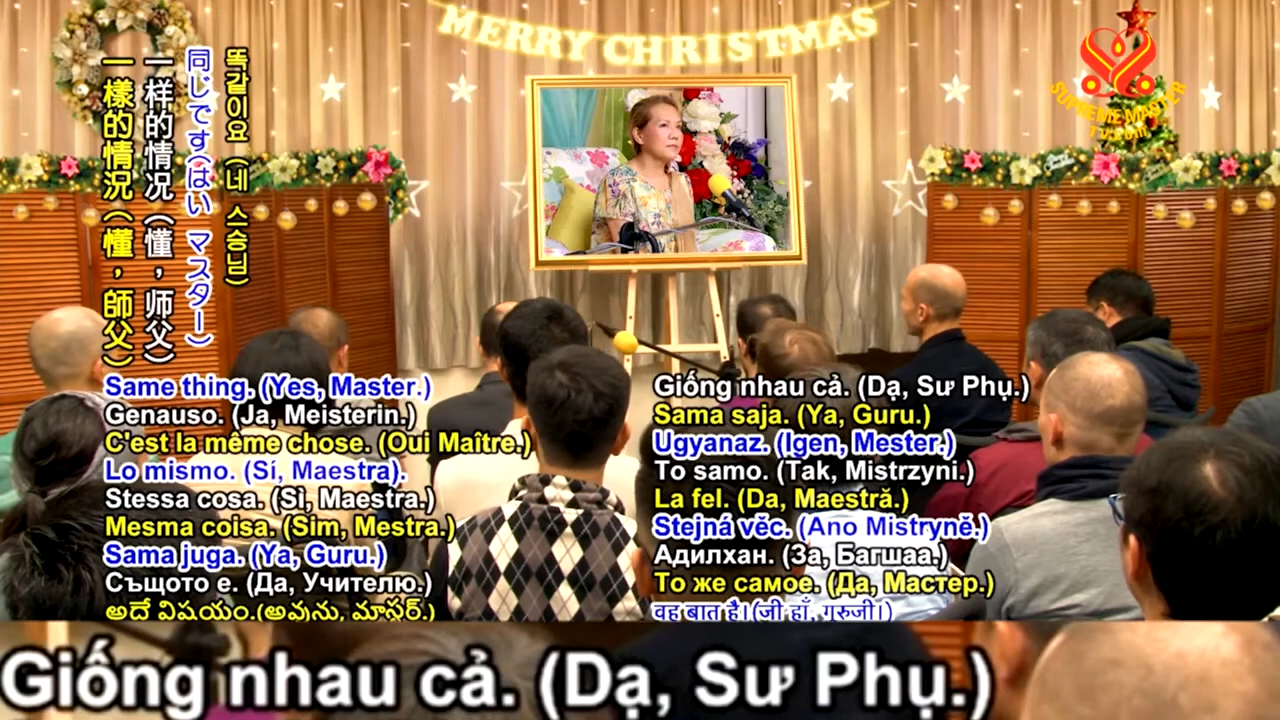 MERRY CHRISTMAS
SUPREME MASTER
TV.com
똑같이요 (네 스승님)
同じです(はい マスター)
一样的情况（懂，师父）
一樣的情況（懂，師父）
Same thing. (Yes, Master.)
Genauso. (Ja, Meisterin.)
C'est la même chose. (Oui Maître.)
Lo mismo. (Sí, Maestra).
Stessa cosa. (Sì, Maestra.)
Mesma coisa. (Sim, Mestra.)
Sama juga. (Ya, Guru.)
Същото е. (Да, Учителю.)
అదే విషయం.(అవును, మాస్టర్.)
Giống nhau cả. (Dạ, Sư Phụ.)
Sama saja. (Ya, Guru.)
Ugyanaz. (Igen, Mester.)
To samo. (Tak, Mistrzyni.)
La fel. (Da, Maestră.)
Stejná věc. (Ano Mistryně.)
Адилхан. (За, Багшаа.)
То же самое. (Да, Мастер.)
वह बात है।(जी हाँ, गुरुजी।)
Giống nhau cả. (Dạ, Sư Phụ.)